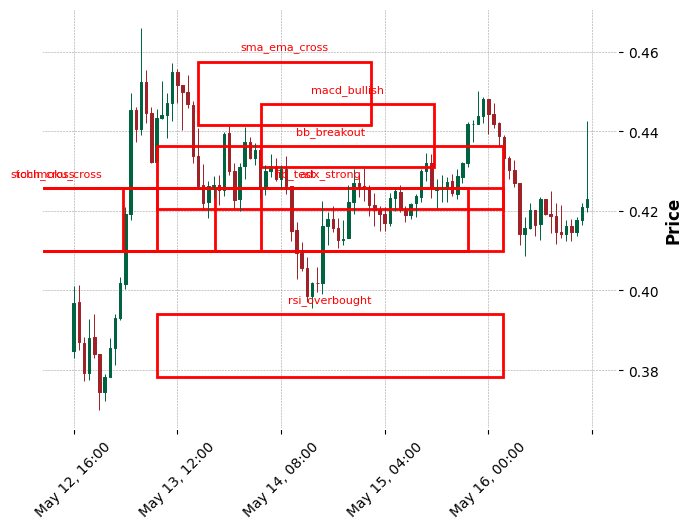 sma_ema_cross
0.46
macd_bullish
0.44
bb_breakout
adx_strong
0.42
Price
0.40
rsi_overbought
0.38
May 12, 16:00
May 13, 12:00
May 14, 08:00
May 15, 04:00
May 16, 00:00